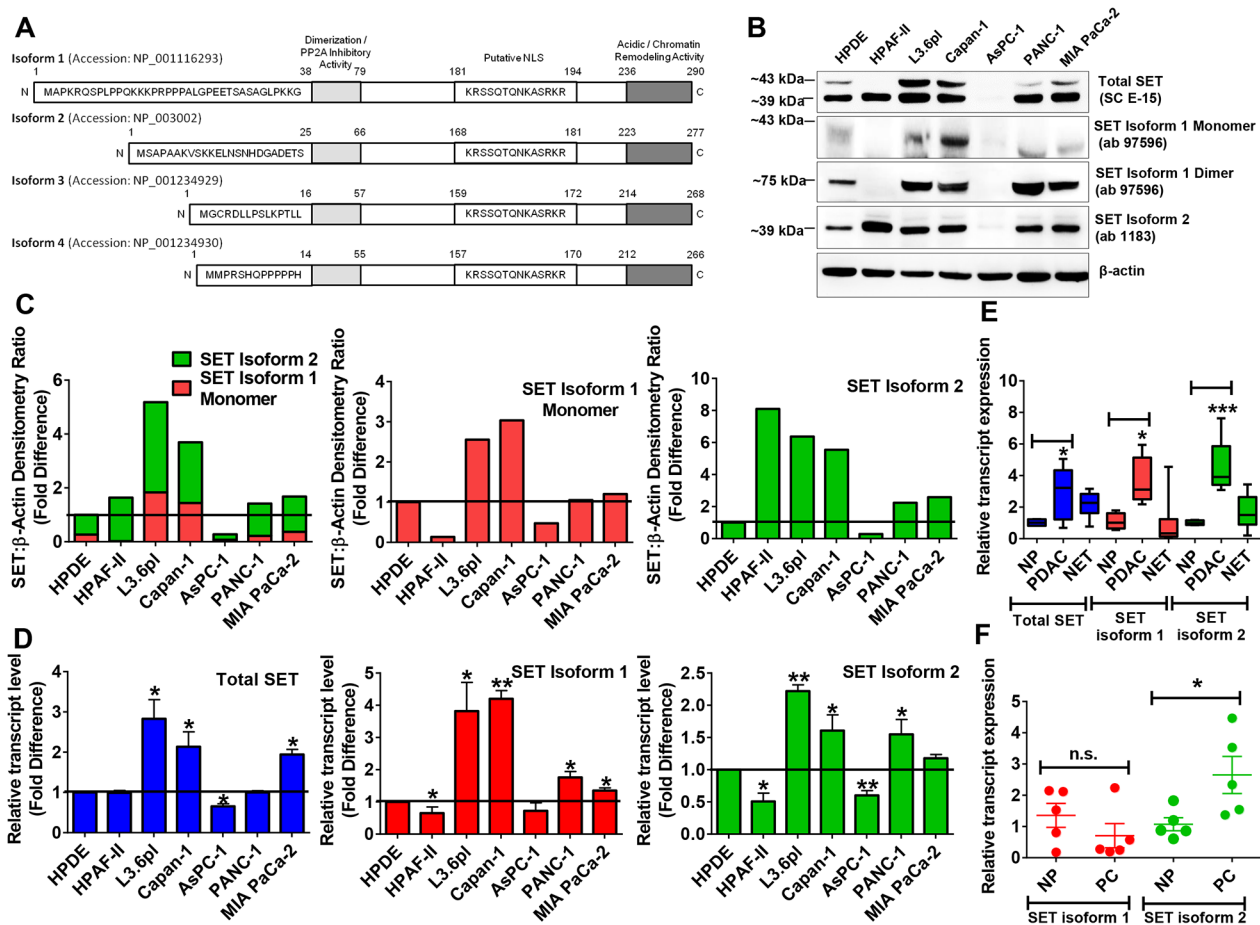 A
Dimerization /
PP2A Inhibitory
Activity
Putative NLS
Acidic / Chromatin
Remodeling Activity
Isoform 1 (Accession: NP_001116293)
1 38 79 181 194 236 290
N MAPKRQSPLPPQKKKPRPPPALGPEETSASAGLPKKG KRSSQTQNKASRKR C
Isoform 2 (Accession: NP_003002)
1 25 66 168 181 223 277
N MSAPAAKVSKKELNSNHDGADETS KRSSQTQNKASRKR C
Isoform 3 (Accession: NP_001234929)
1 16 57 159 172 214 268
N MGCRDLLPSLKPTLL KRSSQTQNKASRKR C
Isoform 4 (Accession: NP_001234930)
1 14 55 157 170 212 266
N MMPRSHQPPPPPH KRSSQTQNKASRKR C
B
HPDE HPAF-II L3.6pl Capan-1 AsPC-1 PANC-1 MIA PaCa-2
~43 kDa
~39 kDa
Total SET
(SC E-15)
~43 kDa
SET Isoform 1 Monomer
(ab 97596)
~75 kDa
SET Isoform 1 Dimer
(ab 97596)
~39 kDa
SET Isoform 2
(ab 1183)
β-actin
C
SET:β-Actin Densitometry Ratio
(Fold Difference)
SET Isoform 2
SET Isoform 1
Monomer
6
4
2
1
0
HPDE HPAF-II L3.6pl Capan-1 AsPC-1 PANC-1 MIA PaCa-2
SET:β-Actin Densitometry Ratio
(Fold Difference)
SET Isoform 1
Monomer
4
3
2
1
0
HPDE HPAF-II L3.6pl Capan-1 AsPC-1 PANC-1 MIA PaCa-2
SET:β-Actin Densitometry Ratio
(Fold Difference)
SET Isoform 2
10
8
6
4
2
1
0
HPDE HPAF-II L3.6pl Capan-1 AsPC-1 PANC-1 MIA PaCa-2
D
Relative transcript level
(Fold Difference)
Total SET
4
3
2
1
0
* * * *
HPDE HPAF-II L3.6pl Capan-1 AsPC-1 PANC-1 MIA PaCa-2
Relative transcript level
(Fold Difference)
SET Isoform 1
5
4
3
2
1
0
* * ** * *
HPDE HPAF-II L3.6pl Capan-1 AsPC-1 PANC-1 MIA PaCa-2
Relative transcript level
(Fold Difference)
SET Isoform 2
2.5
2.0
1.5
1.0
0.5
0.0
* ** * ** *
HPDE HPAF-II L3.6pl Capan-1 AsPC-1 PANC-1 MIA PaCa-2
E
Relative transcript expression
10
8
6
4
2
0
* * ***
NP PDAC NET NP PDAC NET NP PDAC NET
Total SET
SET
isoform 1
SET
isoform 2
F
Relative transcript expression
5
4
3
2
1
0
n.s. *
NP PC NP PC
SET isoform 1 SET isoform 2